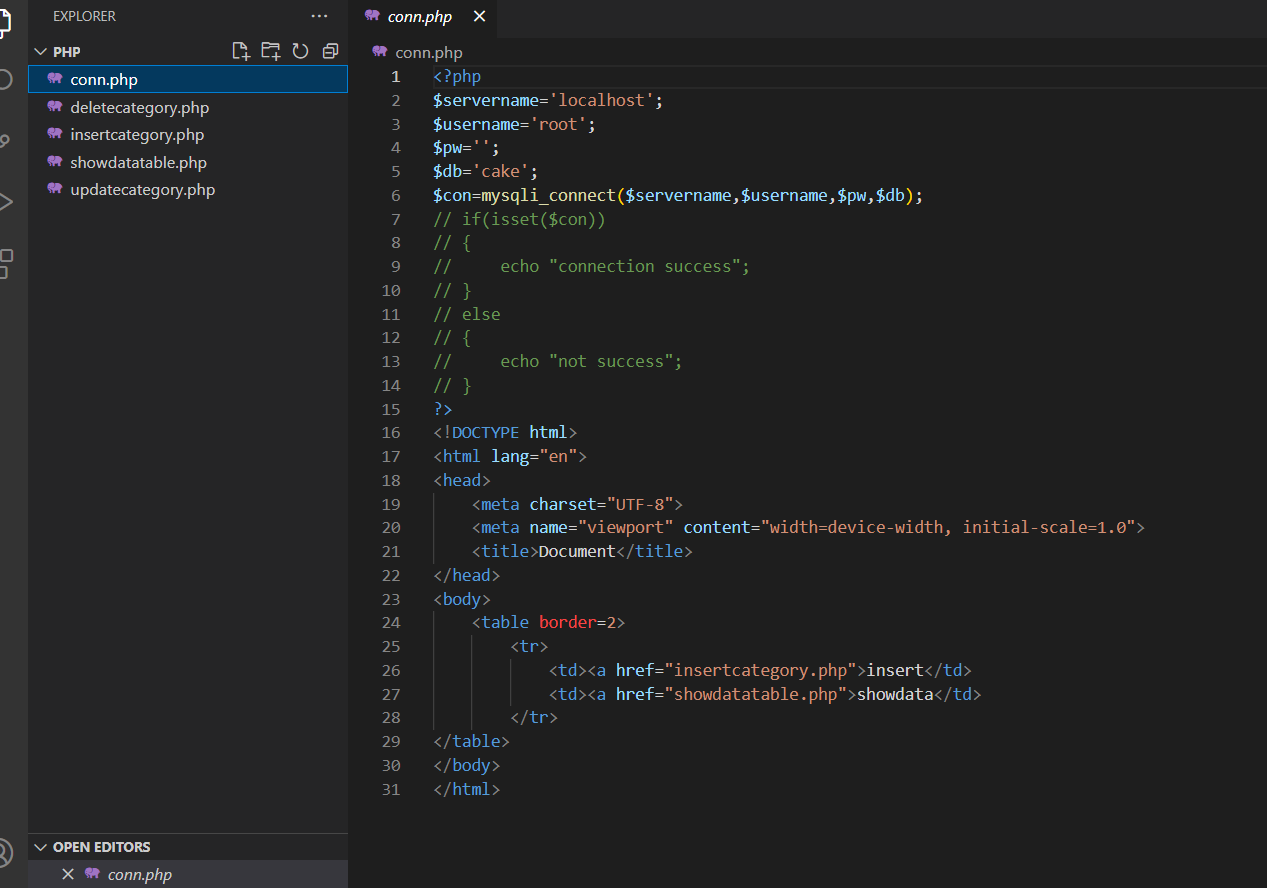 EXPLORER
PHP
conn.php
deletecategory.php
insertcategory.php
showdatatable.php
updatecategory.php
OPEN EDITORS
conn.php
conn.php
conn.php
1 <?php
2 $servername='localhost';
3 $username='root';
4 $pw='';
5 $db='cake';
6 $con=mysqli_connect($servername,$username,$pw,$db);
7 // if(isset($con))
8 // {
9 //     echo "connection success";
10 // }
11 // else
12 // {
13 //     echo "not success";
14 // }
15 ?>
16 <!DOCTYPE html>
17 <html lang="en">
18 <head>
19     <meta charset="UTF-8">
20     <meta name="viewport" content="width=device-width, initial-scale=1.0">
21     <title>Document</title>
22 </head>
23 <body>
24     <table border=2>
25         <tr>
26             <td><a href="insertcategory.php">insert</td>
27             <td><a href="showdatatable.php">showdata</td>
28         </tr>
29 </table>
30 </body>
31 </html>